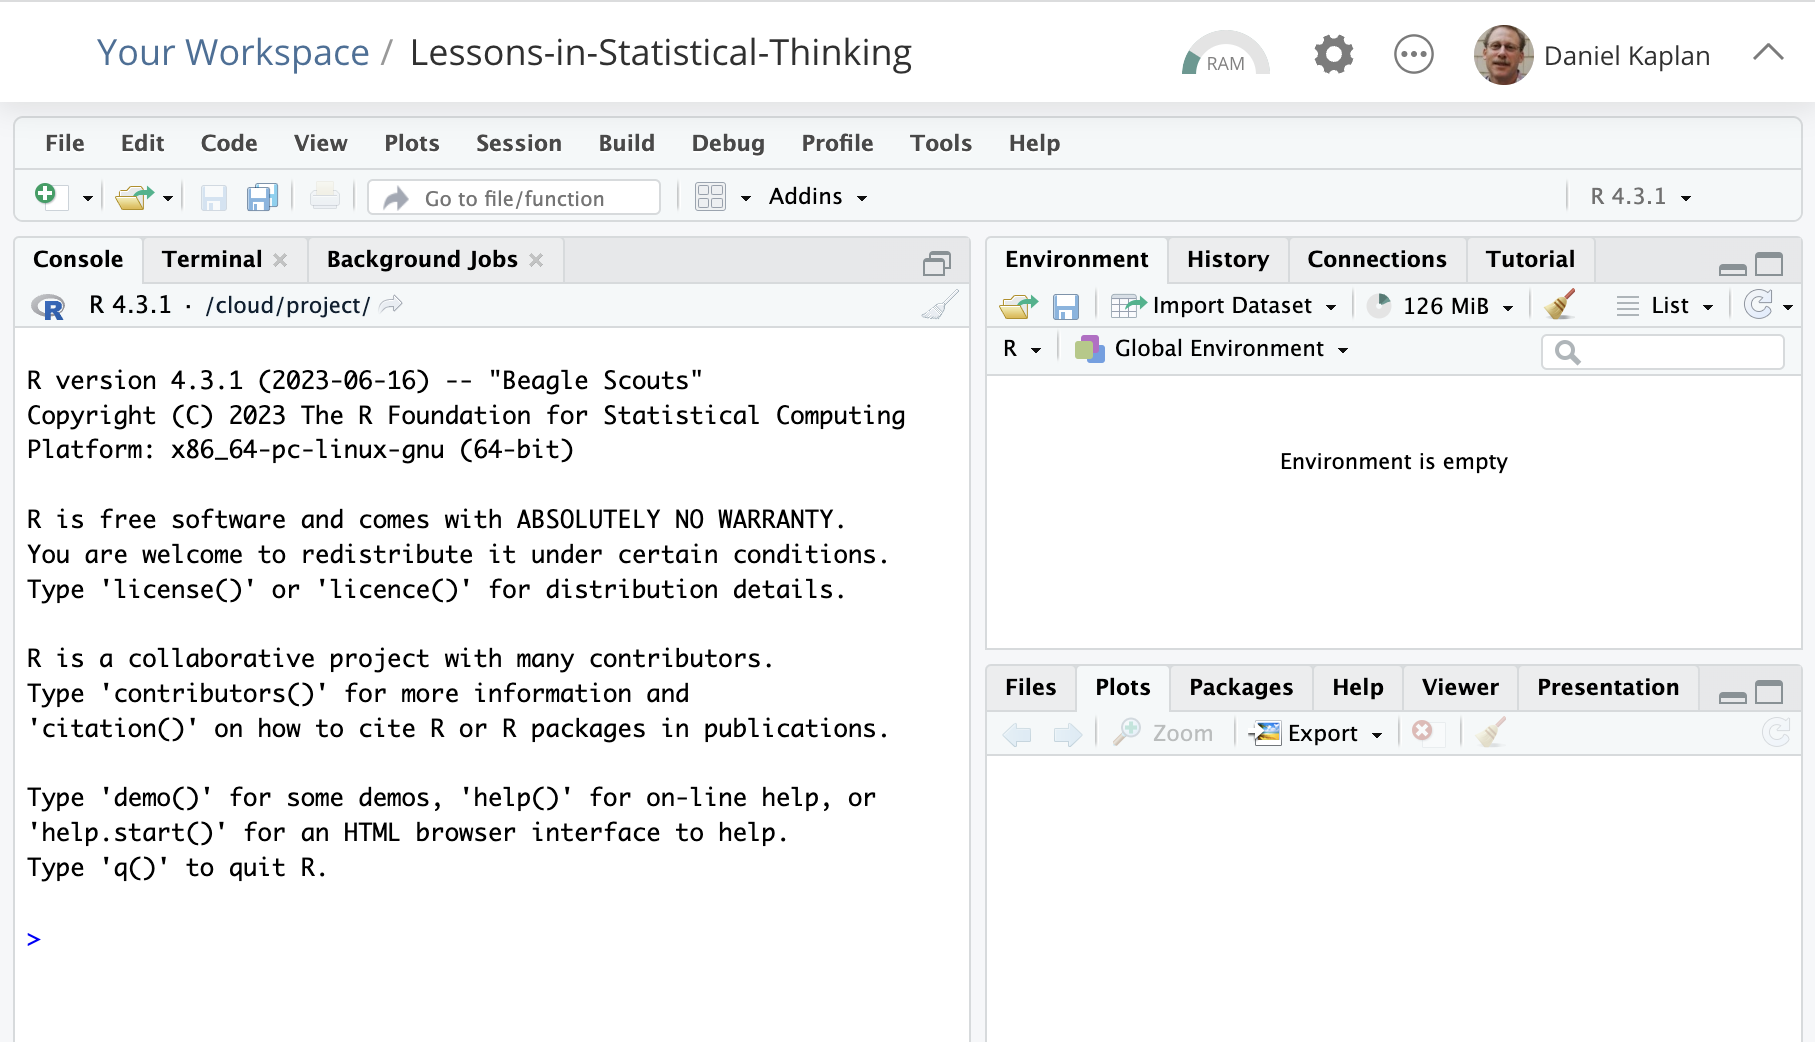 Your Workspace / Lessons-in-Statistical-Thinking
RAM
Daniel Kaplan
File Edit Code View Plots Session Build Debug Profile Tools Help
Go to file/function
Addins
R 4.3.1
Console Terminal Background Jobs
R 4.3.1 · /cloud/project/
R version 4.3.1 (2023-06-16) -- "Beagle Scouts"
Copyright (C) 2023 The R Foundation for Statistical Computing
Platform: x86_64-pc-linux-gnu (64-bit)
R is free software and comes with ABSOLUTELY NO WARRANTY.
You are welcome to redistribute it under certain conditions.
Type 'license()' or 'licence()' for distribution details.
R is a collaborative project with many contributors.
Type 'contributors()' for more information and
'citation()' on how to cite R or R packages in publications.
Type 'demo()' for some demos, 'help()' for on-line help, or
'help.start()' for an HTML browser interface to help.
Type 'q()' to quit R.
>
Environment History Connections Tutorial
Import Dataset 126 MiB List
R Global Environment
Environment is empty
Files Plots Packages Help Viewer Presentation
Zoom Export